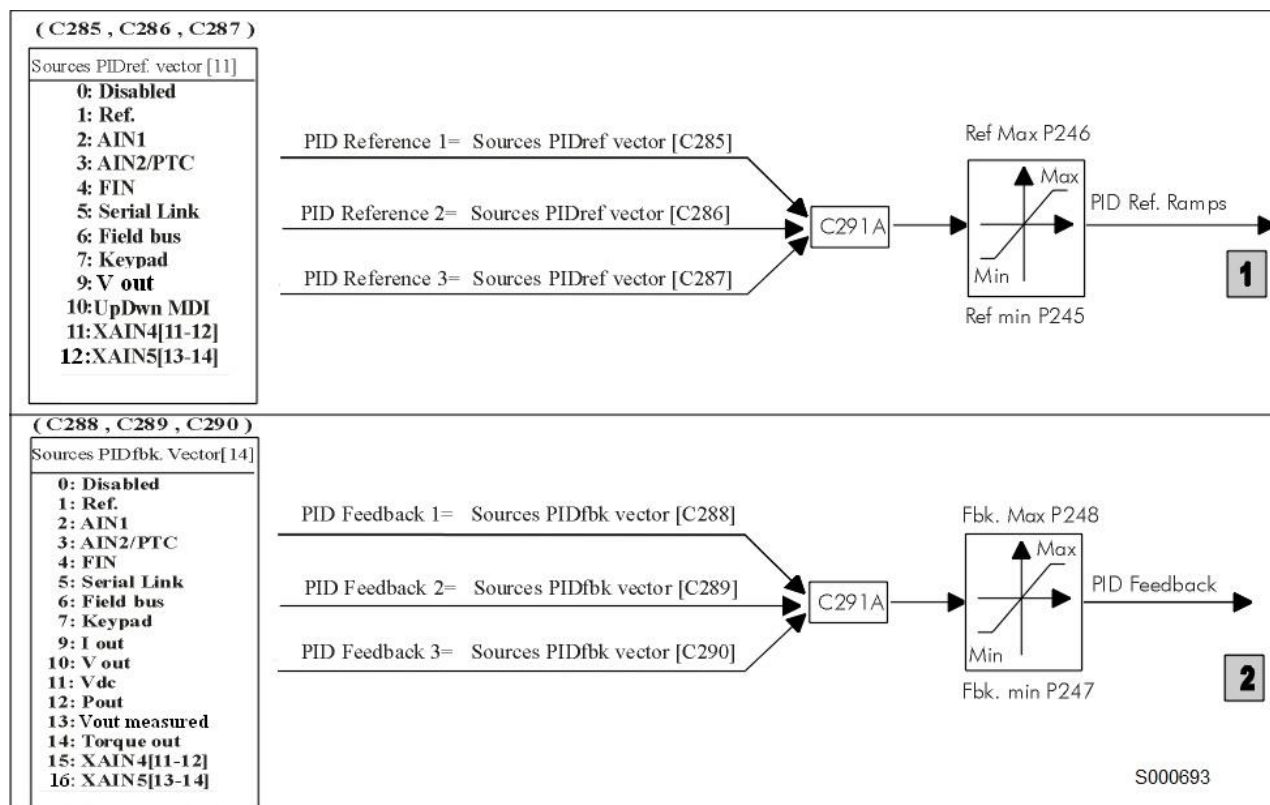 ( C285 , C286 , C287 )
Sources PIDref. vector [11]
0: Disabled
1: Ref.
2: AIN1
3: AIN2/PTC
4: FIN
5: Serial Link
6: Field bus
7: Keypad
9: V out
10:UpDwn MDI
11:XAIN4[11-12]
12:XAIN5[13-14]
PID Reference 1= Sources PIDref vector [C285]
PID Reference 2= Sources PIDref vector [C286]
PID Reference 3= Sources PIDref vector [C287]
C291A
Ref Max P246
Max
Min
Ref min P245
PID Ref. Ramps
1
( C288 , C289 , C290 )
Sources PIDfbk. Vector[14]
0: Disabled
1: Ref.
2: AIN1
3: AIN2/PTC
4: FIN
5: Serial Link
6: Field bus
7: Keypad
9: I out
10: V out
11: Vdc
12: Pout
13: Vout measured
14: Torque out
15: XAIN4[11-12]
16: XAIN5[13-14]
PID Feedback 1= Sources PIDfbk vector [C288]
PID Feedback 2= Sources PIDfbk vector [C289]
PID Feedback 3= Sources PIDfbk vector [C290]
C291A
Fbk. Max P248
Max
Min
Fbk. min P247
PID Feedback
2
S000693